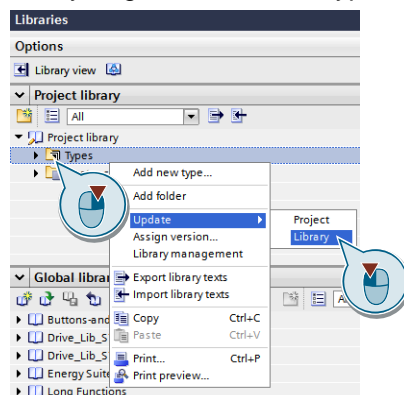 Libraries
Options
Library view
Project library
All
Project library
Types
Add new type...
Add folder
Update
Project
Assign version...
Library
Library management
Global librar
Export library texts
Import library texts
Buttons-and
Copy Ctrl+C
Drive_Lib_S
Paste Ctrl+V
Drive_Lib_S
Print... Ctrl+P
Energy Suite
Print preview...
Long Functions